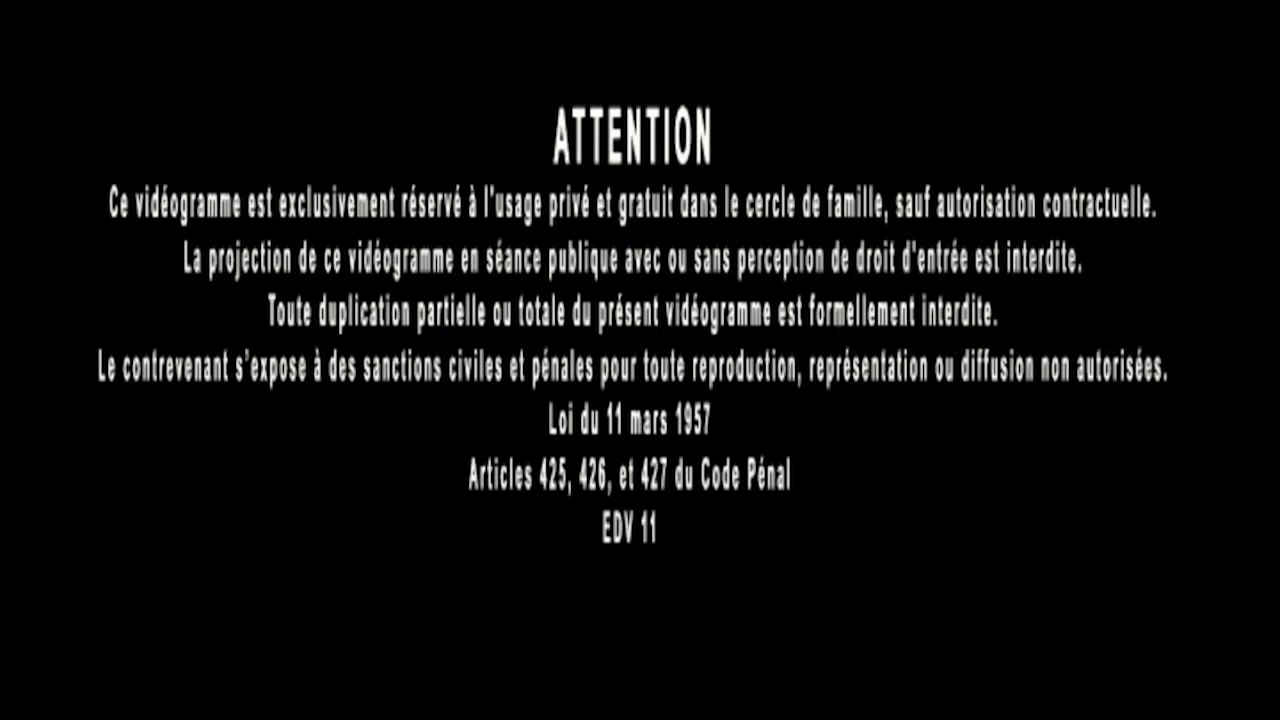 ATTENTION
Ce vidéogramme est exclusivement réservé à l'usage privé et gratuit dans le cercle de famille, sauf autorisation contractuelle.
La projection de ce vidéogramme en séance publique avec ou sans perception de droit d'entrée est interdite.
Toute duplication partielle ou totale du présent vidéogramme est formellement interdite.
Le contrevenant s'expose à des sanctions civiles et pénales pour toute reproduction, représentation ou diffusion non autorisées.
Loi du 11 mars 1957
Articles 425, 426, et 427 du Code Pénal
EDV 11